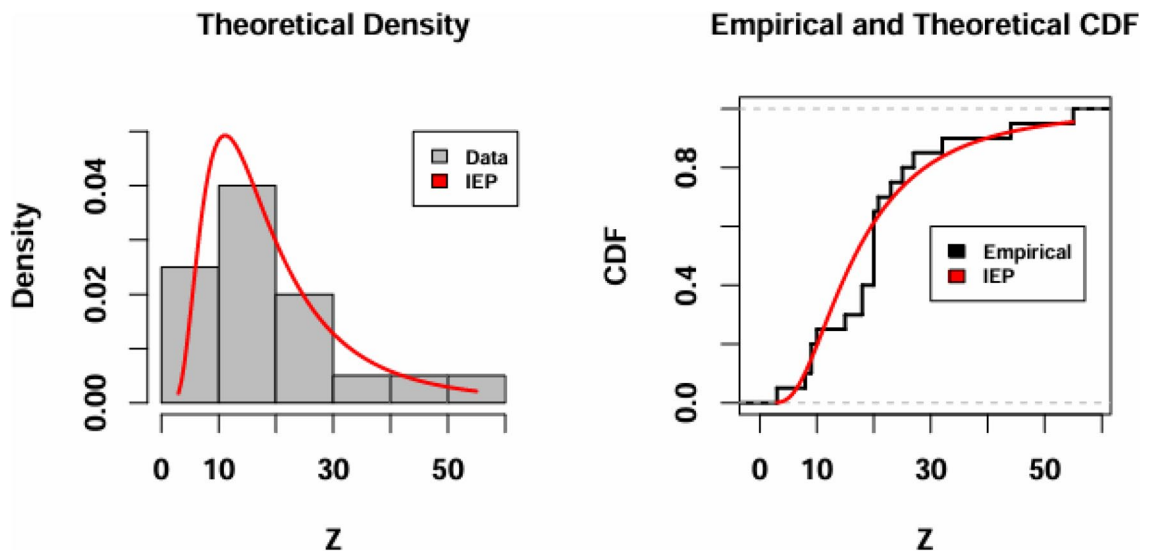 Theoretical Density
Density
0.00 0.02 0.04
Data
IEP
0 10 30 50
Z
Empirical and Theoretical CDF
CDF
0.0 0.4 0.8
Empirical
IEP
0 10 30 50
Z